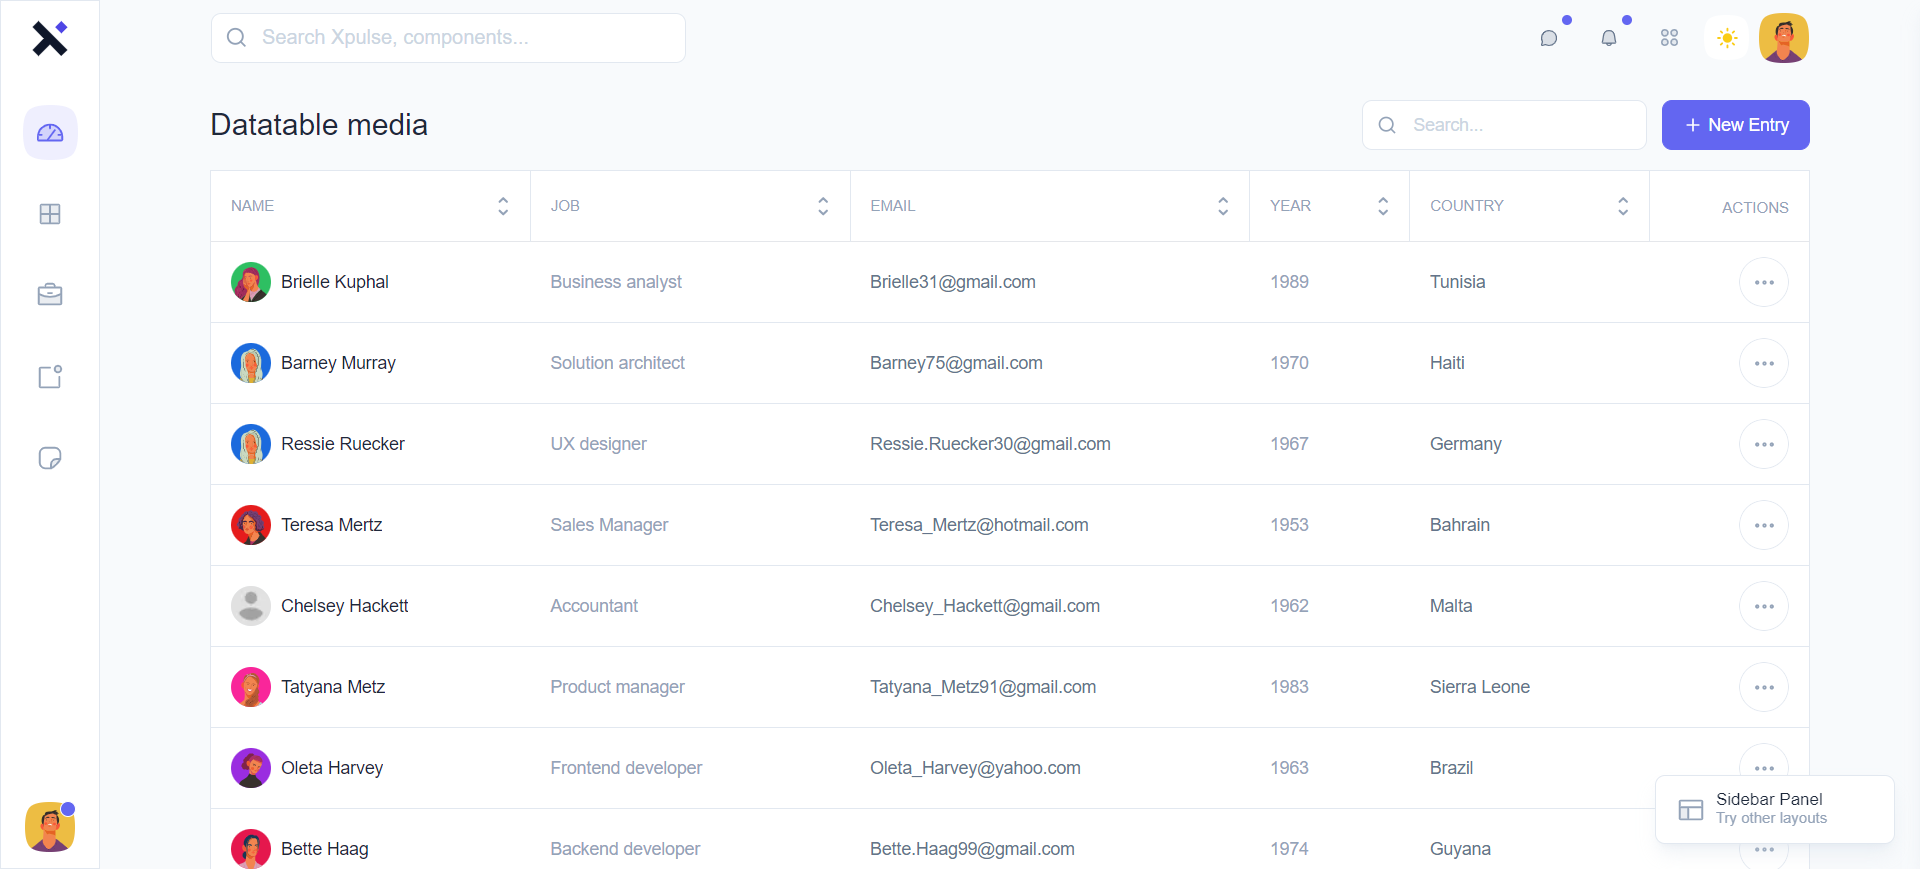 Search Xpulse, components...
Datatable media
Search...
New Entry
NAME JOB EMAIL YEAR COUNTRY ACTIONS
Brielle Kuphal Business analyst Brielle31@gmail.com 1989 Tunisia
Barney Murray Solution architect Barney75@gmail.com 1970 Haiti
Ressie Ruecker UX designer Ressie.Ruecker30@gmail.com 1967 Germany
Teresa Mertz Sales Manager Teresa_Mertz@hotmail.com 1953 Bahrain
Chelsey Hackett Accountant Chelsey_Hackett@gmail.com 1962 Malta
Tatyana Metz Product manager Tatyana_Metz91@gmail.com 1983 Sierra Leone
Oleta Harvey Frontend developer Oleta_Harvey@yahoo.com 1963 Brazil
Bette Haag Backend developer Bette.Haag99@gmail.com 1974 Guyana
Sidebar Panel
Try other layouts